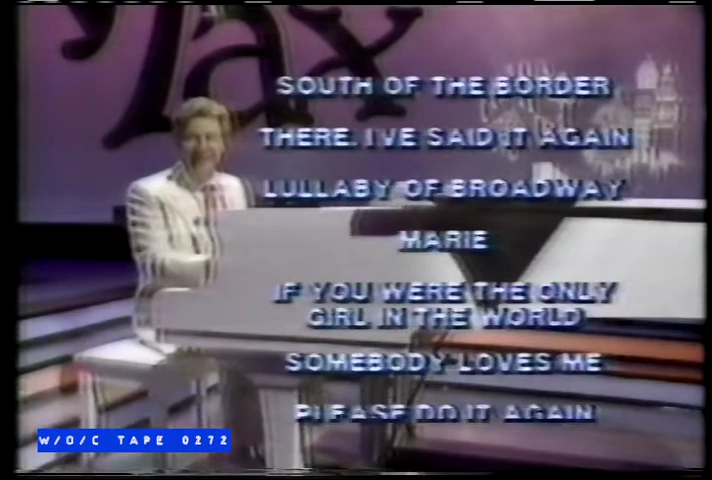 Max
SOUTH OF THE BORDER
THERE. I'VE SAID IT AGAIN
LULLABY OF BROADWAY
MARIE
IF YOU WERE THE ONLY
GIRL IN THE WORLD
SOMEBODY LOVES ME
PLEASE DO IT AGAIN
W/O/C TAPE 0272